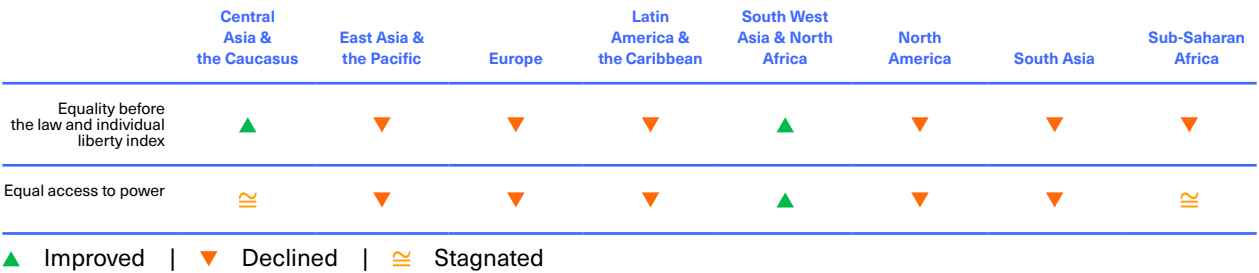 Central
Asia &
the Caucasus
East Asia &
the Pacific
Europe
Latin
America &
the Caribbean
South West
Asia & North
Africa
North
America
South Asia
Sub-Saharan
Africa
Equality before
the law and individual
liberty index
▲ ▼ ▼ ▼ ▲ ▼ ▼ ▼
Equal access to power
≅ ▼ ▼ ▼ ▲ ▼ ▼ ≅
▲ Improved | ▼ Declined | ≅ Stagnated